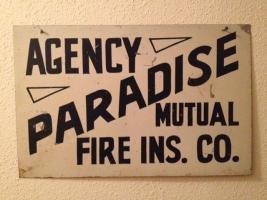 AGENCY
PARADISE
MUTUAL
FIRE INS. CO.